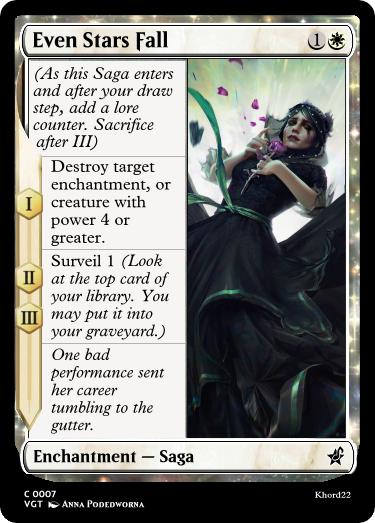 Even Stars Fall
1
(As this Saga enters
and after your draw
step, add a lore
counter. Sacrifice
after III)
I
Destroy target
enchantment, or
creature with
power 4 or
greater.
II
III
Surveil 1 (Look
at the top card of
your library. You
may put it into
your graveyard.)
One bad
performance sent
her career
tumbling to the
gutter.
Enchantment — Saga
C 0007
VGT Anna Podedworna
Khord22